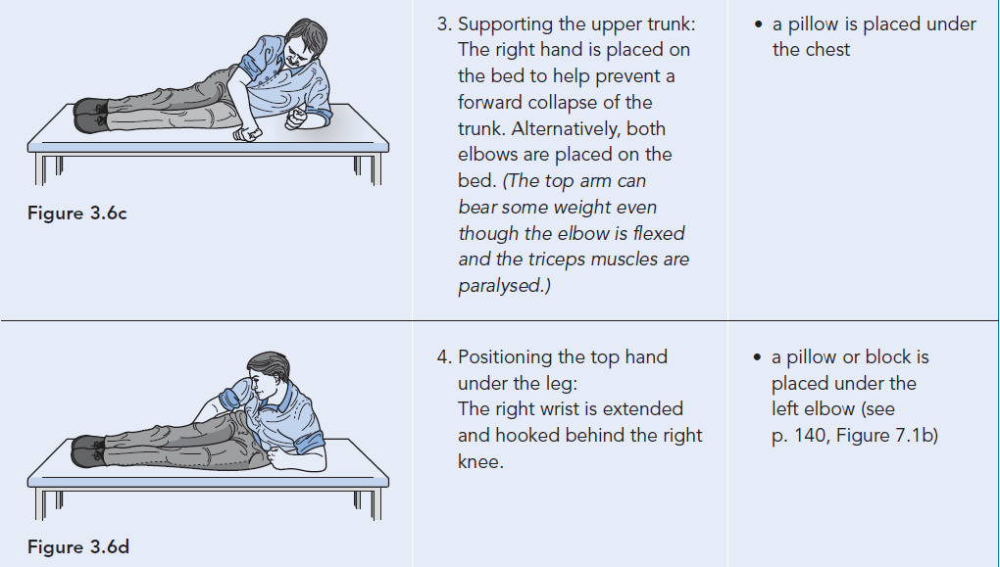 3. Supporting the upper trunk:
The right hand is placed on
the bed to help prevent a
forward collapse of the
trunk. Alternatively, both
elbows are placed on the
bed. (The top arm can
bear some weight even
though the elbow is flexed
and the triceps muscles are
paralysed.)
• a pillow is placed under
the chest
Figure 3.6c
4. Positioning the top hand
under the leg:
The right wrist is extended
and hooked behind the right
knee.
• a pillow or block is
placed under the
left elbow (see
p. 140, Figure 7.1b)
Figure 3.6d